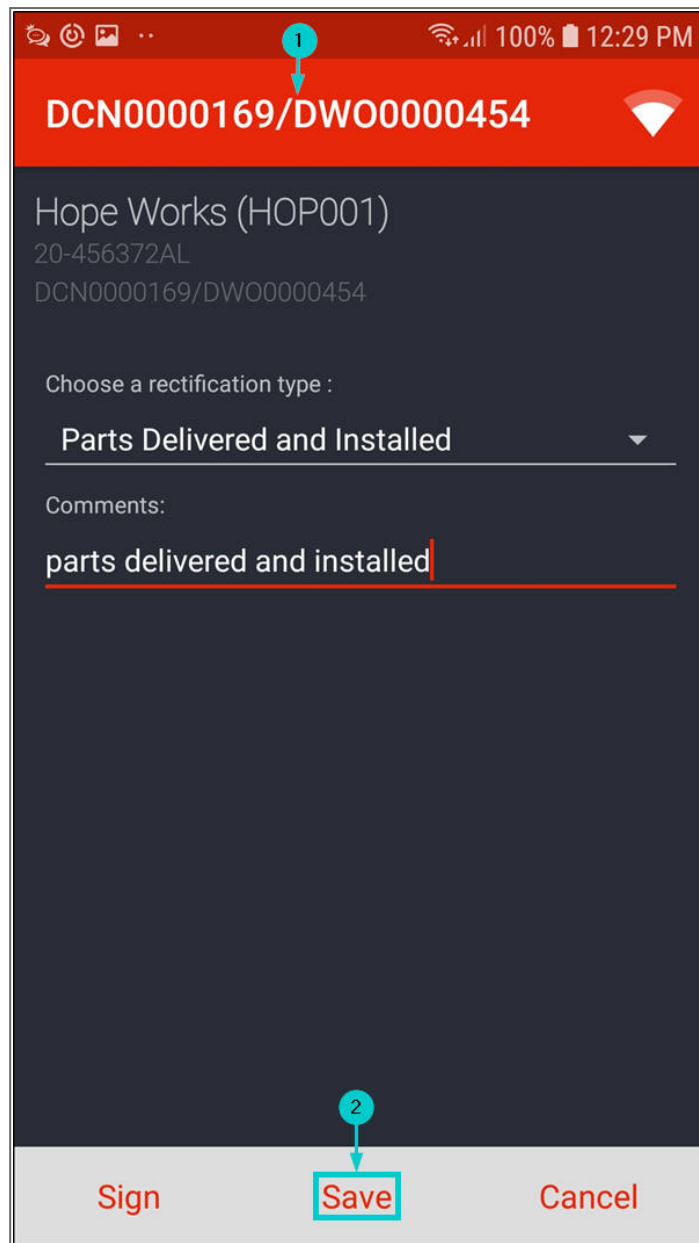 1
100% 12:29 PM
DCN0000169/DWO0000454
Hope Works (HOP001)
20-456372AL
DCN0000169/DWO0000454
Choose a rectification type :
Parts Delivered and Installed
Comments:
parts delivered and installed
2
Sign Save Cancel